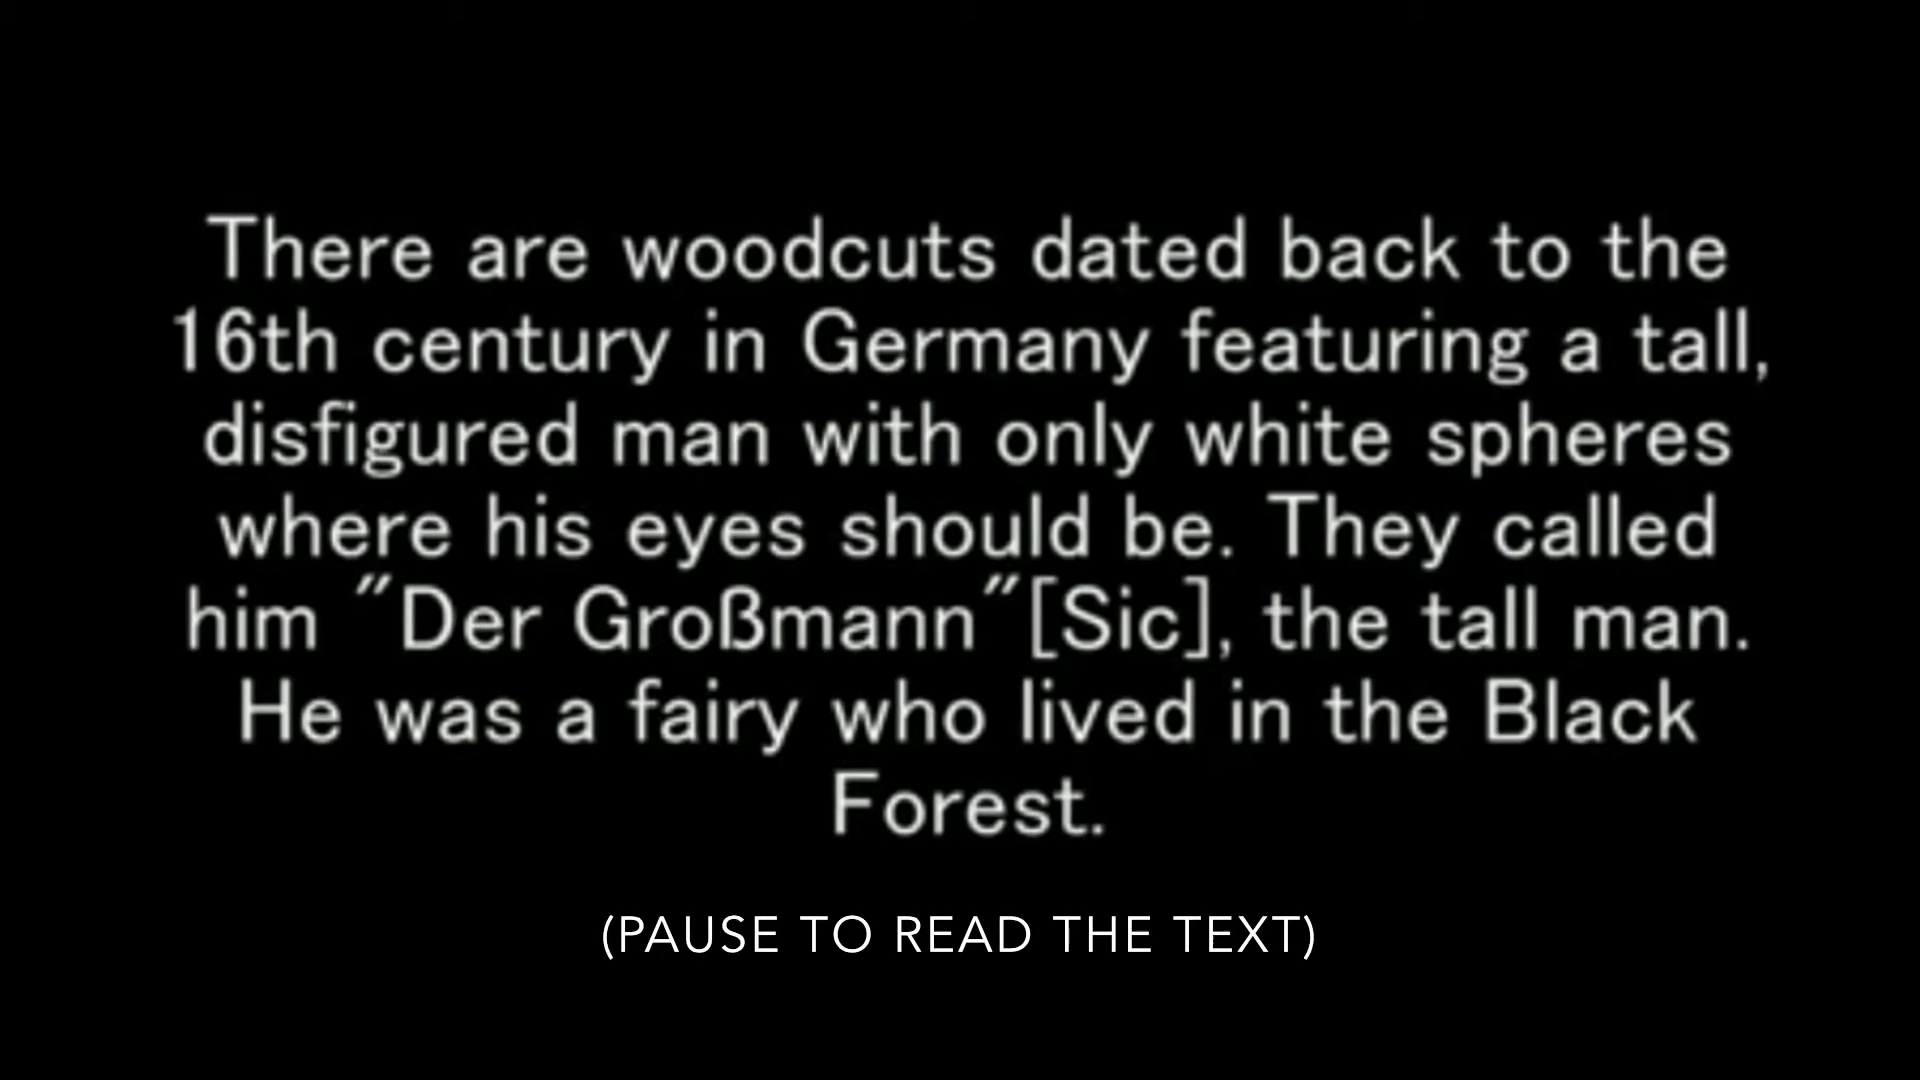 There are woodcuts dated back to the
16th century in Germany featuring a tall,
disfigured man with only white spheres
where his eyes should be. They called
him "Der Großmann"[Sic], the tall man.
He was a fairy who lived in the Black
Forest.
(PAUSE TO READ THE TEXT)